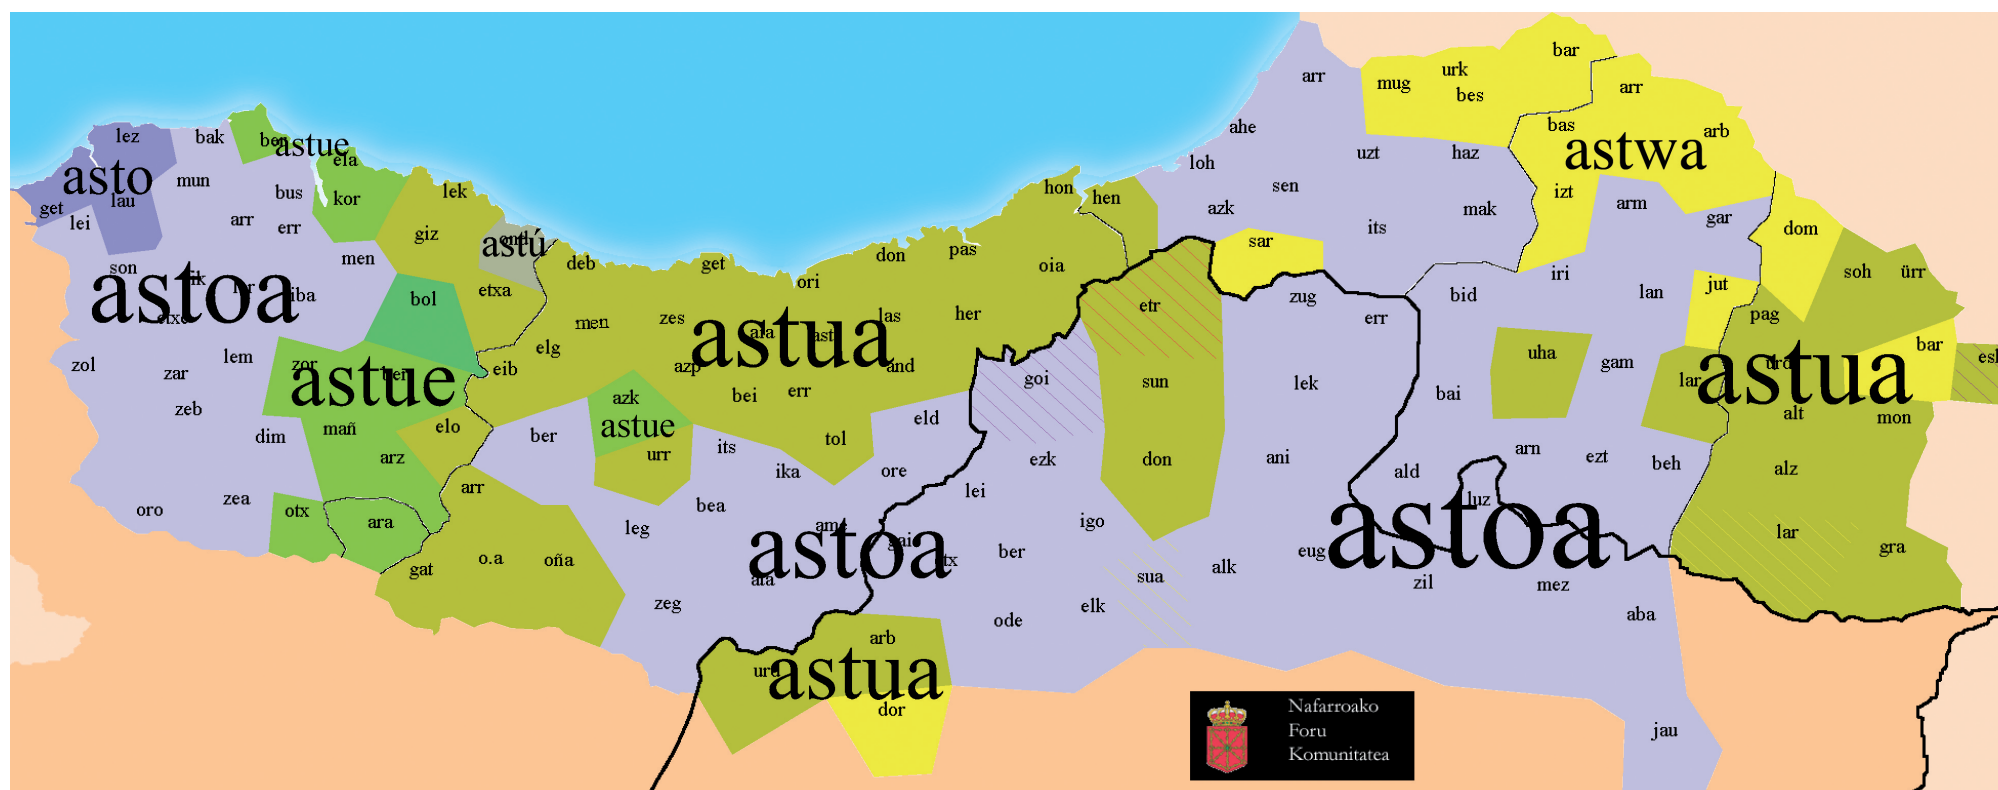 bar
urk
arr
mug
arr
bes
bas
ahe
arb
lez
bak
astue
astwa
uzt
haz
ela
loh
asto
mun
sen
izt
hon
bus
lek
kor
hen
lau
arm
get
azk
mak
gar
arr
lei
err
its
dom
giz
sar
astú
pas
don
men
son
deb
get
oia
soh
ürr
iri
ori
jut
etxa
lan
bid
zug
bol
etr
astoa
pag
her
las
err
men
zes
astua
bar
elg
uha
lem
gam
zol
zor
and
azp
eib
zar
goi
sun
lek
lar
astua
astue
err
bei
bai
azk
zeb
alt
eld
mon
elo
astue
mañ
dim
ber
tol
its
arn
urr
arz
ezk
don
ani
ezt
beh
ika
ore
ald
alz
arr
lei
zea
luz
oro
otx
bea
ara
igo
leg
astoa
lar
astoa
gra
ber
eug
o.a
oña
gat
alk
sua
zil
mez
zeg
elk
aba
ode
arb
astua
dor
jau
Nafarroako
Foru
Komunitatea